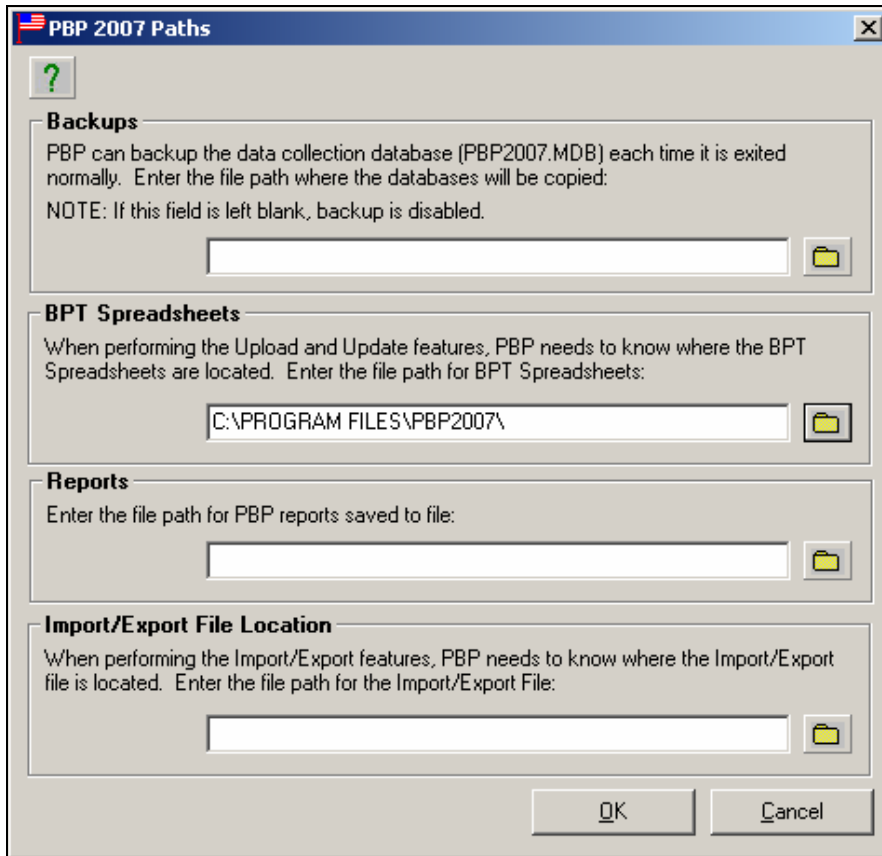 PBP 2007 Paths
?
Backups
PBP can backup the data collection database (PBP2007.MDB) each time it is exited
normally.  Enter the file path where the databases will be copied:
NOTE: If this field is left blank, backup is disabled.
BPT Spreadsheets
When performing the Upload and Update features, PBP needs to know where the BPT
Spreadsheets are located.  Enter the file path for BPT Spreadsheets:
C:\PROGRAM FILES\PBP2007\
Reports
Enter the file path for PBP reports saved to file:
Import/Export File Location
When performing the Import/Export features, PBP needs to know where the Import/Export
file is located.  Enter the file path for the Import/Export File:
OK
Cancel